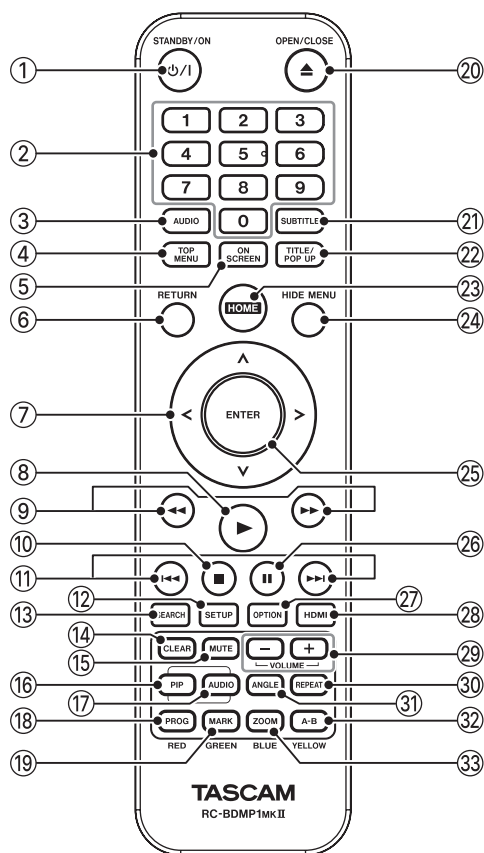 STANDBY/ON OPEN/CLOSE
① ⏻/I ⏏ ⑳
② 1 2 3
4 5 6
7 8 9
③ AUDIO 0 SUBTITLE ㉑
④ TOP MENU ON SCREEN TITLE/POP UP ㉒
⑤
RETURN HOME HIDE MENU ㉓
⑥ ㉔
⑦ ENTER
⑧ ㉕
⑨
⑩ ㉖
⑪
⑫ ㉗
⑬ SEARCH SETUP OPTION HDMI ㉘
⑭ CLEAR MUTE − + ㉙
⑮ VOLUME
⑯ PIP AUDIO ANGLE REPEAT ㉚
⑰ ㉛
⑱ PROG MARK ZOOM A-B ㉜
⑲ RED GREEN BLUE YELLOW ㉝
TASCAM
RC-BDMP1MKII